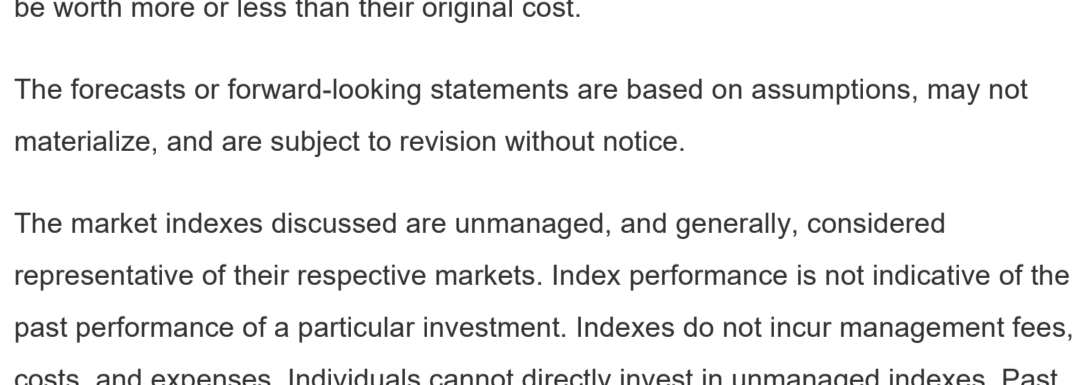 be worth more or less than their original cost.
The forecasts or forward-looking statements are based on assumptions, may not
materialize, and are subject to revision without notice.
The market indexes discussed are unmanaged, and generally, considered
representative of their respective markets. Index performance is not indicative of the
past performance of a particular investment. Indexes do not incur management fees,
costs, and expenses. Individuals cannot directly invest in unmanaged indexes. Past